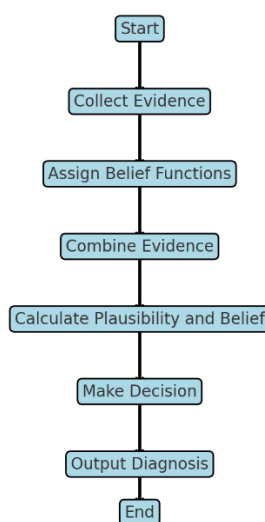 Start
Collect Evidence
Assign Belief Functions
Combine Evidence
Calculate Plausibility and Belief
Make Decision
Output Diagnosis
End